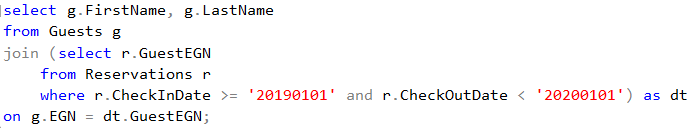 select g.FirstName, g.LastName
from Guests g
join (select r.GuestEGN
    from Reservations r
    where r.CheckInDate >= '20190101' and r.CheckOutDate < '20200101') as dt
on g.EGN = dt.GuestEGN;